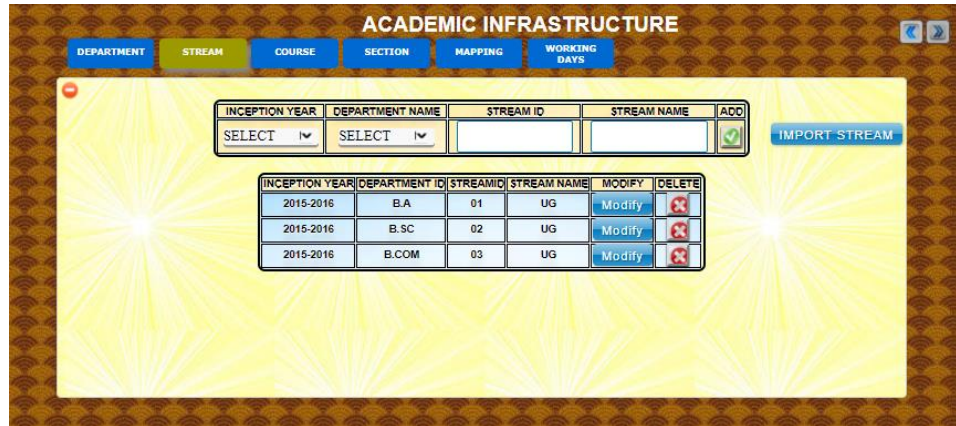 ACADEMIC INFRASTRUCTURE
DEPARTMENT STREAM COURSE SECTION MAPPING WORKING DAYS
INCEPTION YEAR DEPARTMENT NAME STREAM ID STREAM NAME ADD
SELECT SELECT
IMPORT STREAM
INCEPTION YEAR DEPARTMENT ID STREAMID STREAM NAME MODIFY DELETE
2015-2016 B.A 01 UG Modify
2015-2016 B.SC 02 UG Modify
2015-2016 B.COM 03 UG Modify